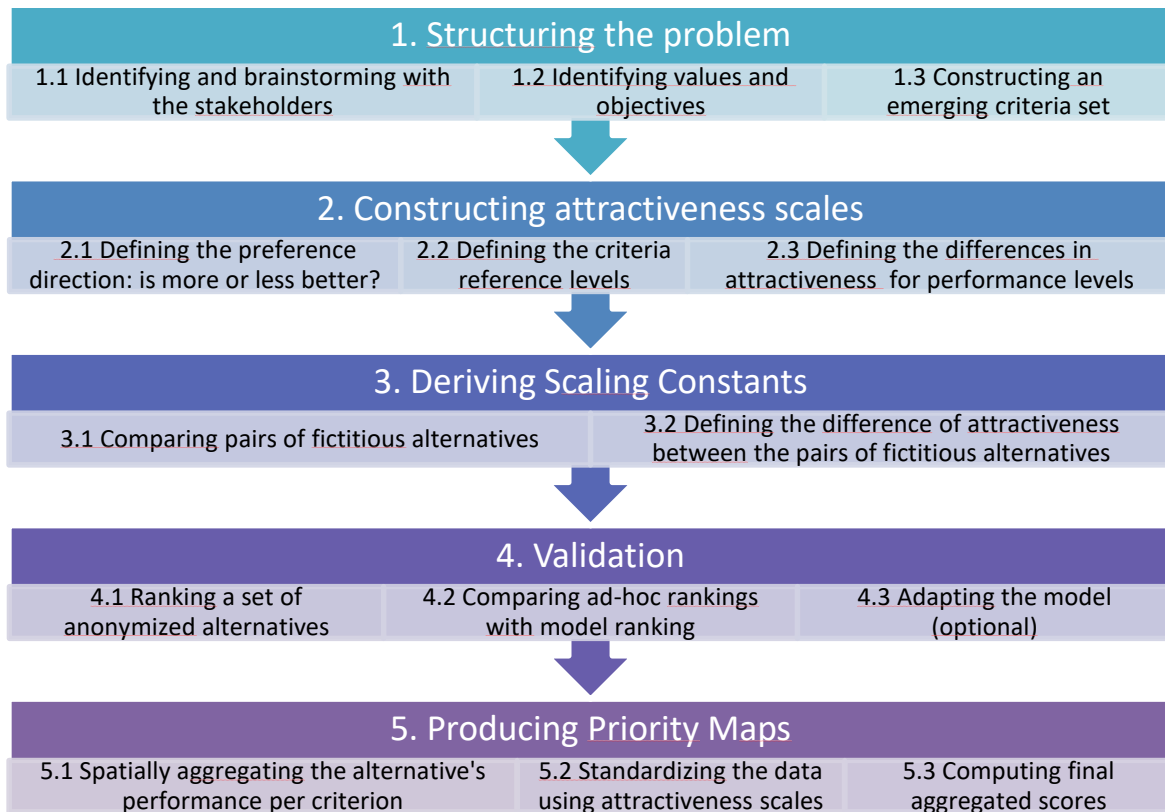 1. Structuring the problem
1.1 Identifying and brainstorming with
the stakeholders
1.2 Identifying values and
objectives
1.3 Constructing an
emerging criteria set
2. Constructing attractiveness scales
2.1 Defining the preference
direction: is more or less better?
2.2 Defining the criteria
reference levels
2.3 Defining the differences in
attractiveness for performance levels
3. Deriving Scaling Constants
3.1 Comparing pairs of fictitious alternatives
3.2 Defining the difference of attractiveness
between the pairs of fictitious alternatives
4. Validation
4.1 Ranking a set of
anonymized alternatives
4.2 Comparing ad-hoc rankings
with model ranking
4.3 Adapting the model
(optional)
5. Producing Priority Maps
5.1 Spatially aggregating the alternative's
performance per criterion
5.2 Standardizing the data
using attractiveness scales
5.3 Computing final
aggregated scores